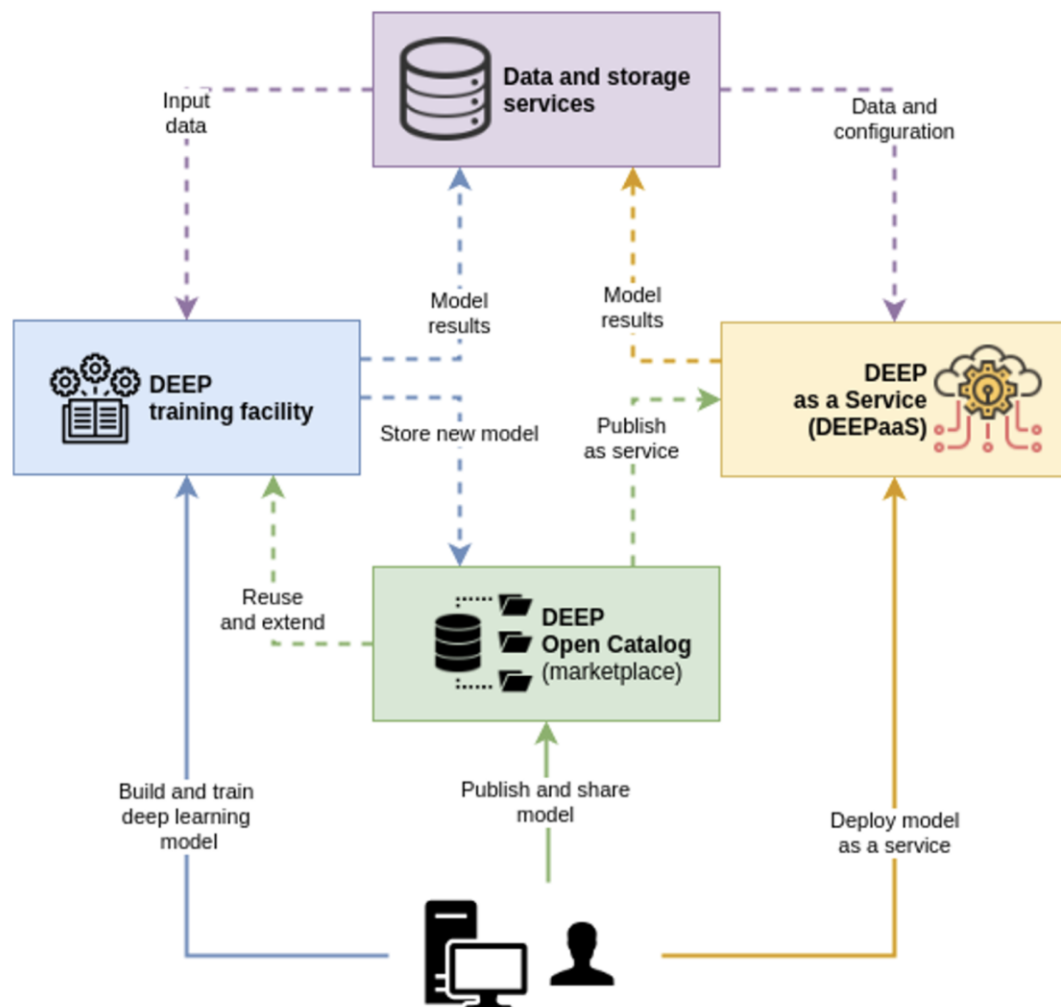 Data and storage
services
Input
data
Data and
configuration
Model
results
Model
results
DEEP
training facility
DEEP
as a Service
(DEEPaaS)
Store new model
Publish
as service
Reuse
and extend
DEEP
Open Catalog
(marketplace)
Build and train
deep learning
model
Publish and share
model
Deploy model
as a service